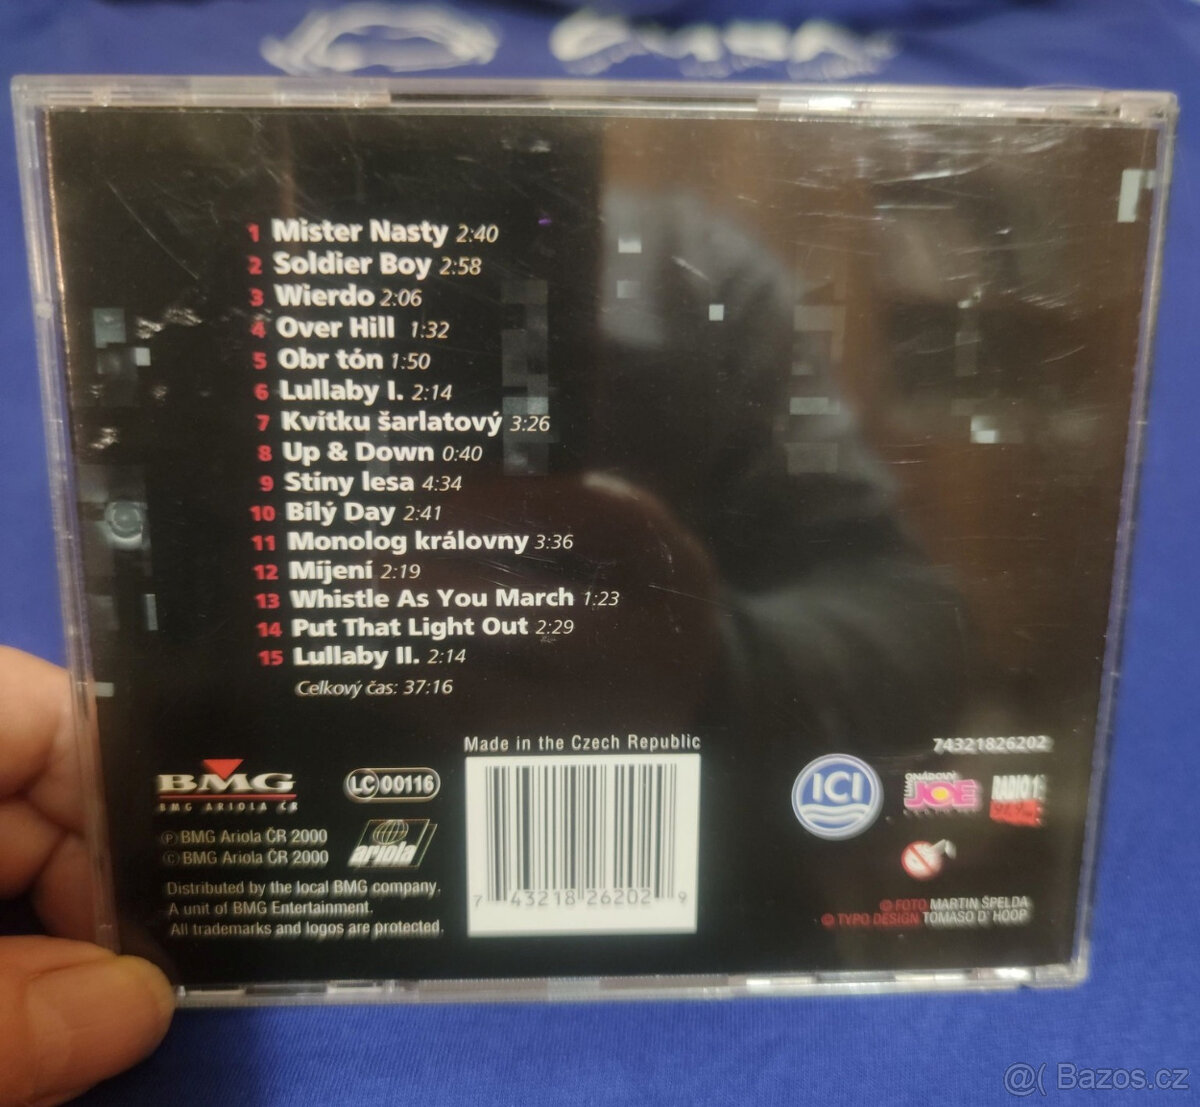 1 Mister Nasty 2:40
2 Soldier Boy 2:58
3 Wierdo 2:06
4 Over Hill 1:32
5 Obr tón 1:50
6 Lullaby I. 2:14
7 Kvítku šarlatový 3:26
8 Up & Down 0:40
9 Stíny lesa 4:34
10 Bílý Day 2:41
11 Monolog královny 3:36
12 Míjení 2:19
13 Whistle As You March 1:23
14 Put That Light Out 2:29
15 Lullaby II. 2:14
Celkový čas: 37:16
Made in the Czech Republic
74321826202
BMG
BMG ARIOLA ČR
LC 00116
ICI
JOE
RADIO 1
Ⓟ BMG Ariola ČR 2000
© BMG Ariola ČR 2000
ariola
Distributed by the local BMG company.
A unit of BMG Entertainment.
All trademarks and logos are protected.
7 43218 26202 9
© FOTO MARTIN ŠPELDA
© TYPO DESIGN TOMASO D' HOOP
@( Bazos.cz